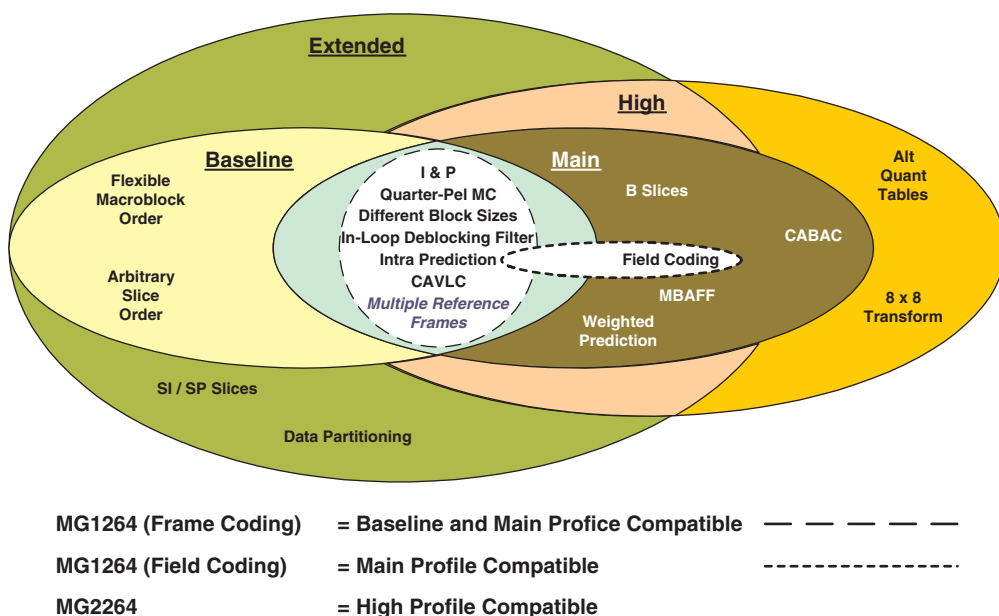 Extended
High
Baseline
Main
Flexible
Macroblock
Order
Arbitrary
Slice
Order
I & P
Quarter-Pel MC
Different Block Sizes
In-Loop Deblocking Filter
Intra Prediction
CAVLC
Multiple Reference
Frames
B Slices
CABAC
Field Coding
MBAFF
Weighted
Prediction
Alt
Quant
Tables
8 x 8
Transform
SI / SP Slices
Data Partitioning
MG1264 (Frame Coding) = Baseline and Main Profice Compatible
MG1264 (Field Coding) = Main Profile Compatible
MG2264 = High Profile Compatible